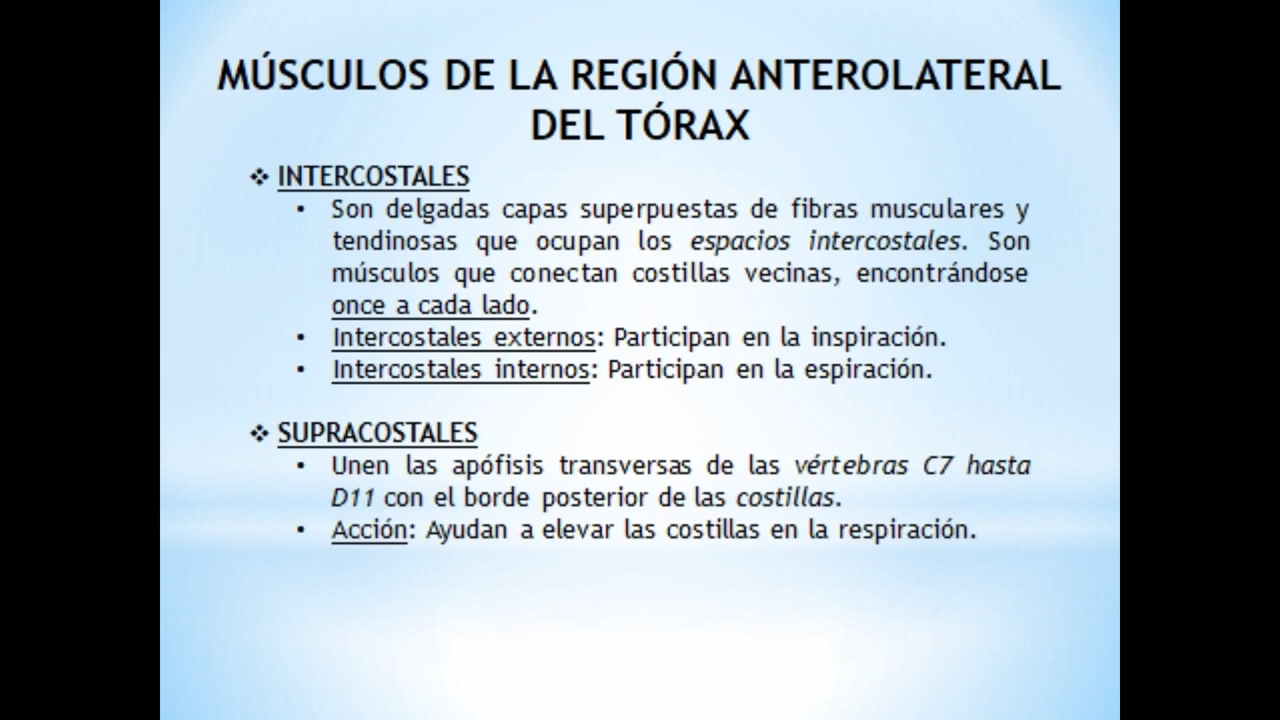 MÚSCULOS DE LA REGIÓN ANTEROLATERAL
DEL TÓRAX
❖ INTERCOSTALES
• Son delgadas capas superpuestas de fibras musculares y
tendinosas que ocupan los espacios intercostales. Son
músculos que conectan costillas vecinas, encontrándose
once a cada lado.
• Intercostales externos: Participan en la inspiración.
• Intercostales internos: Participan en la espiración.
❖ SUPRACOSTALES
• Unen las apófisis transversas de las vértebras C7 hasta
D11 con el borde posterior de las costillas.
• Acción: Ayudan a elevar las costillas en la respiración.